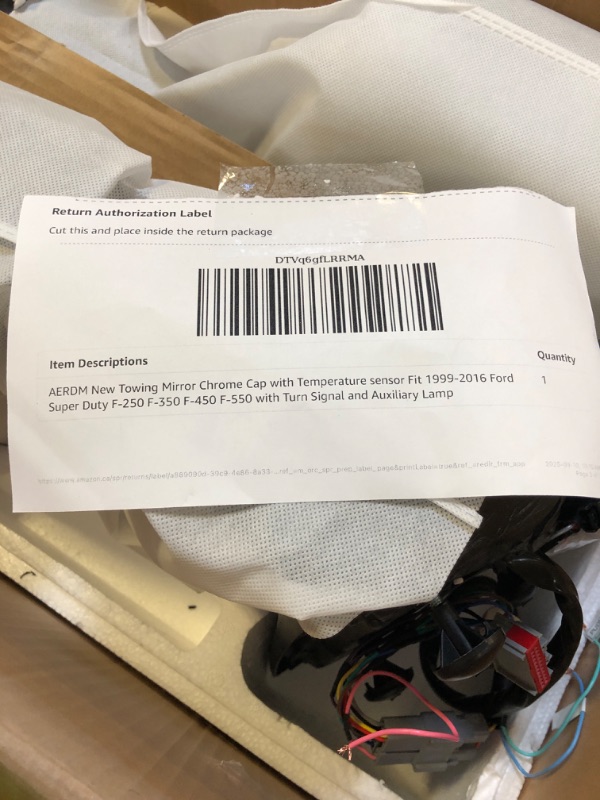 Return Authorization Label
Cut this and place inside the return package
DTVq6gfLRRMA
Item Descriptions
Quantity
AERDM New Towing Mirror Chrome Cap with Temperature sensor Fit 1999-2016 Ford
1
Super Duty F-250 F-350 F-450 F-550 with Turn Signal and Auxiliary Lamp